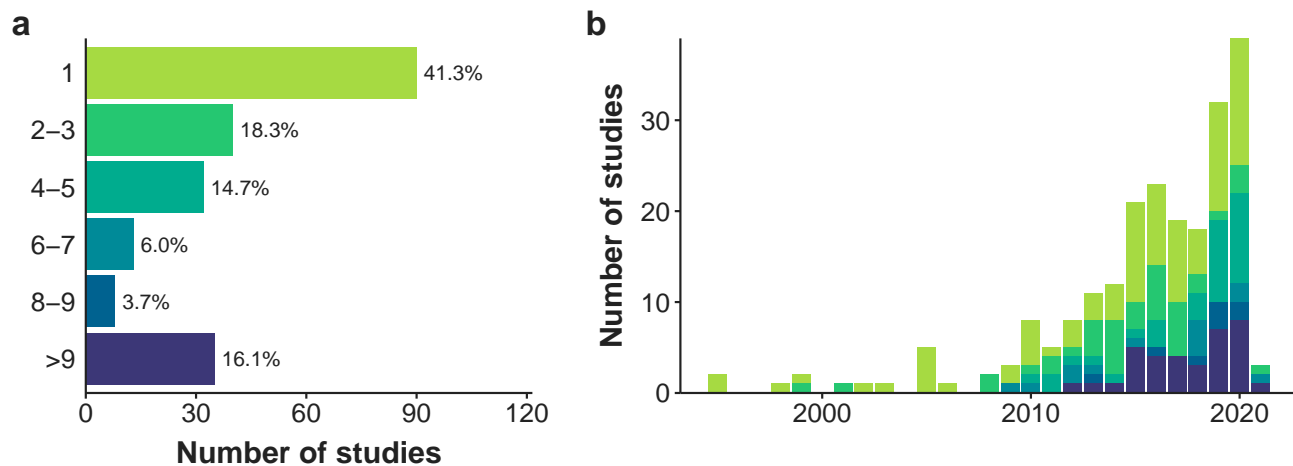 a
1
41.3%
2–3
18.3%
4–5
14.7%
6–7
6.0%
8–9
3.7%
>9
16.1%
0 30 60 90 120
Number of studies
b
Number of studies
30
20
10
0
2000 2010 2020